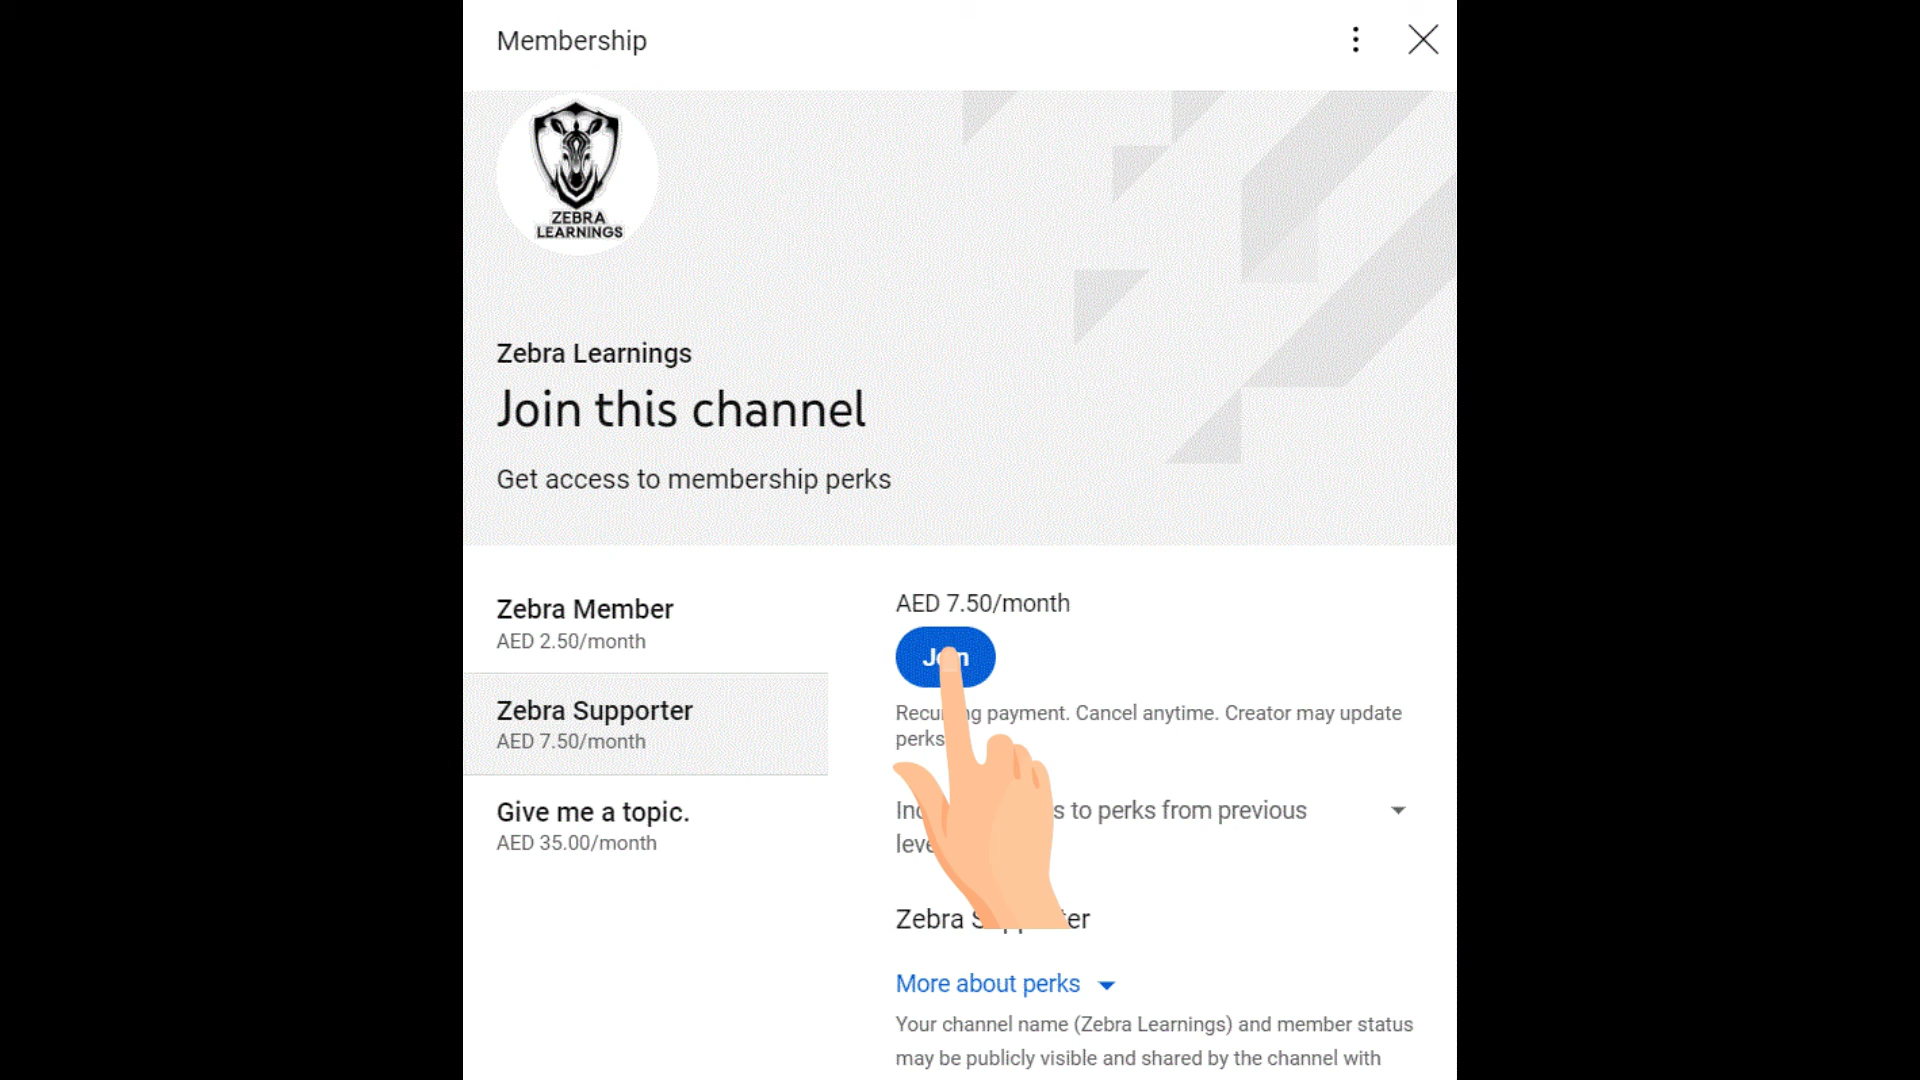 Membership
ZEBRA
LEARNINGS
Zebra Learnings
Join this channel
Get access to membership perks
Zebra Member
AED 2.50/month
Zebra Supporter
AED 7.50/month
Give me a topic.
AED 35.00/month
AED 7.50/month
Join
payment. Cancel anytime. Creator may update
perks
to perks from previous
Zebra
More about perks
Your channel name (Zebra Learnings) and member status
may be publicly visible and shared by the channel with